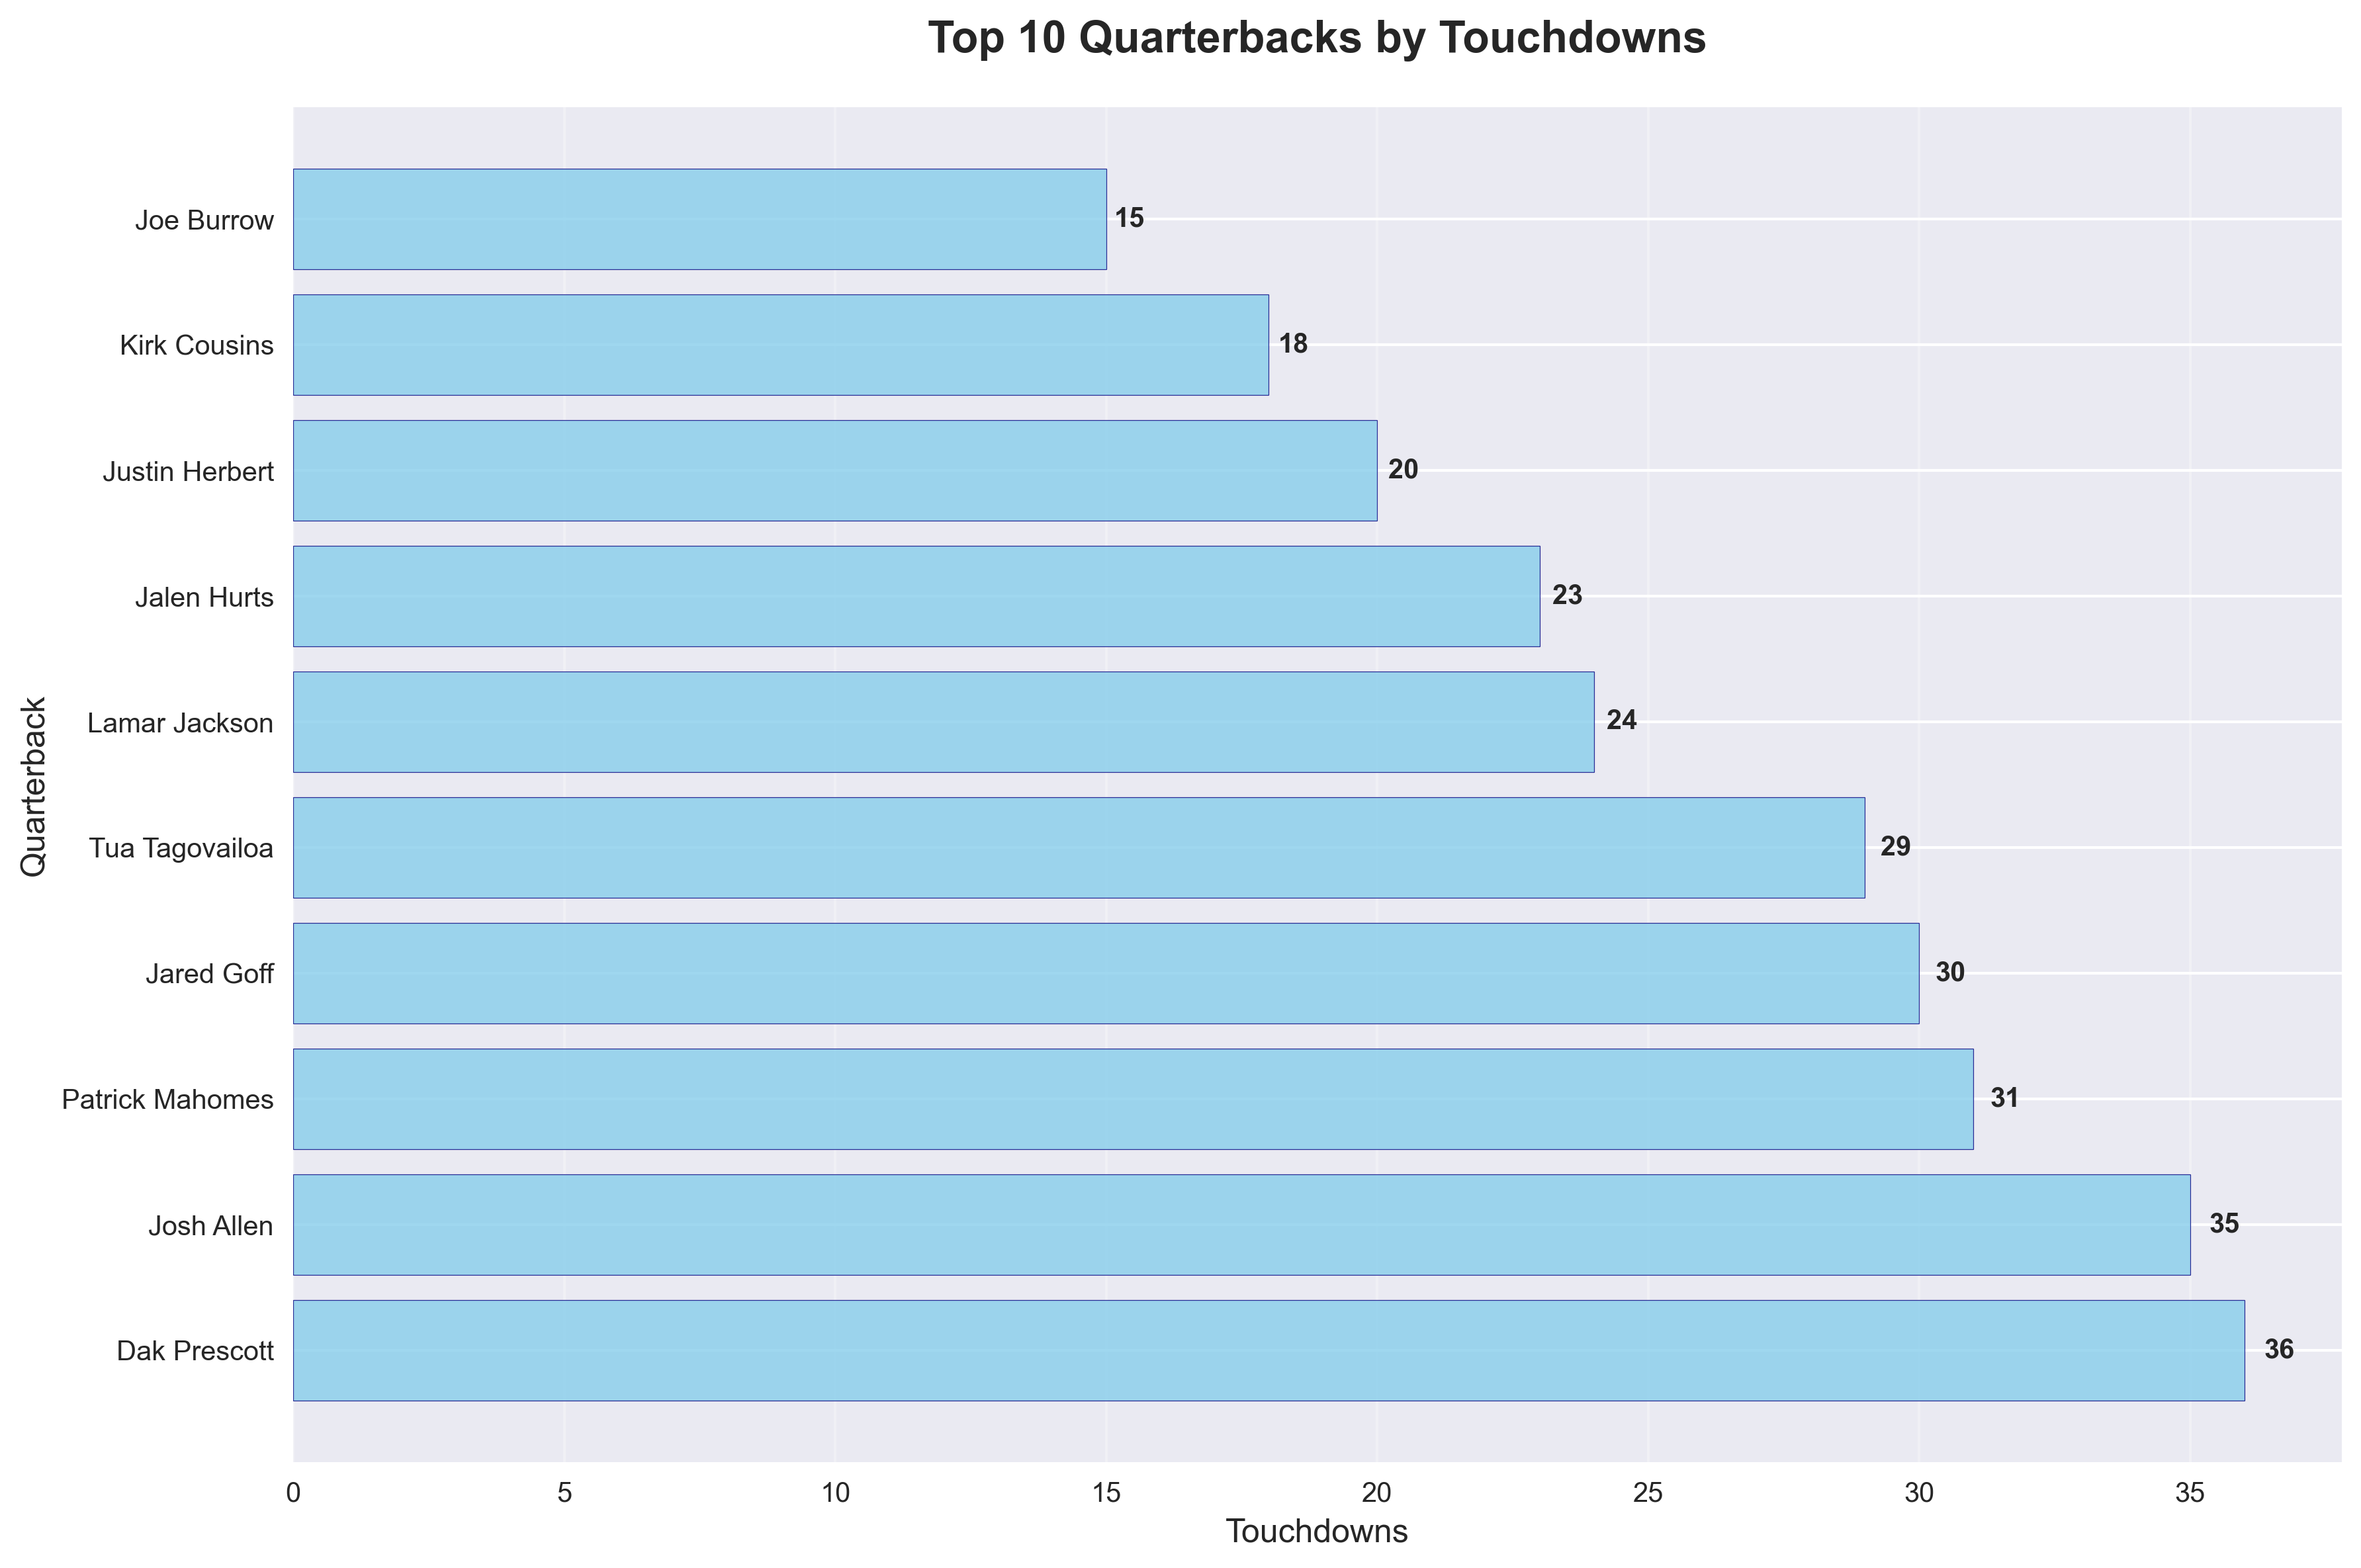 Top 10 Quarterbacks by Touchdowns
Joe Burrow 15
Kirk Cousins 18
Justin Herbert 20
Jalen Hurts 23
Lamar Jackson 24
Tua Tagovailoa 29
Jared Goff 30
Patrick Mahomes 31
Josh Allen 35
Dak Prescott 36
Quarterback
0 5 10 15 20 25 30 35
Touchdowns